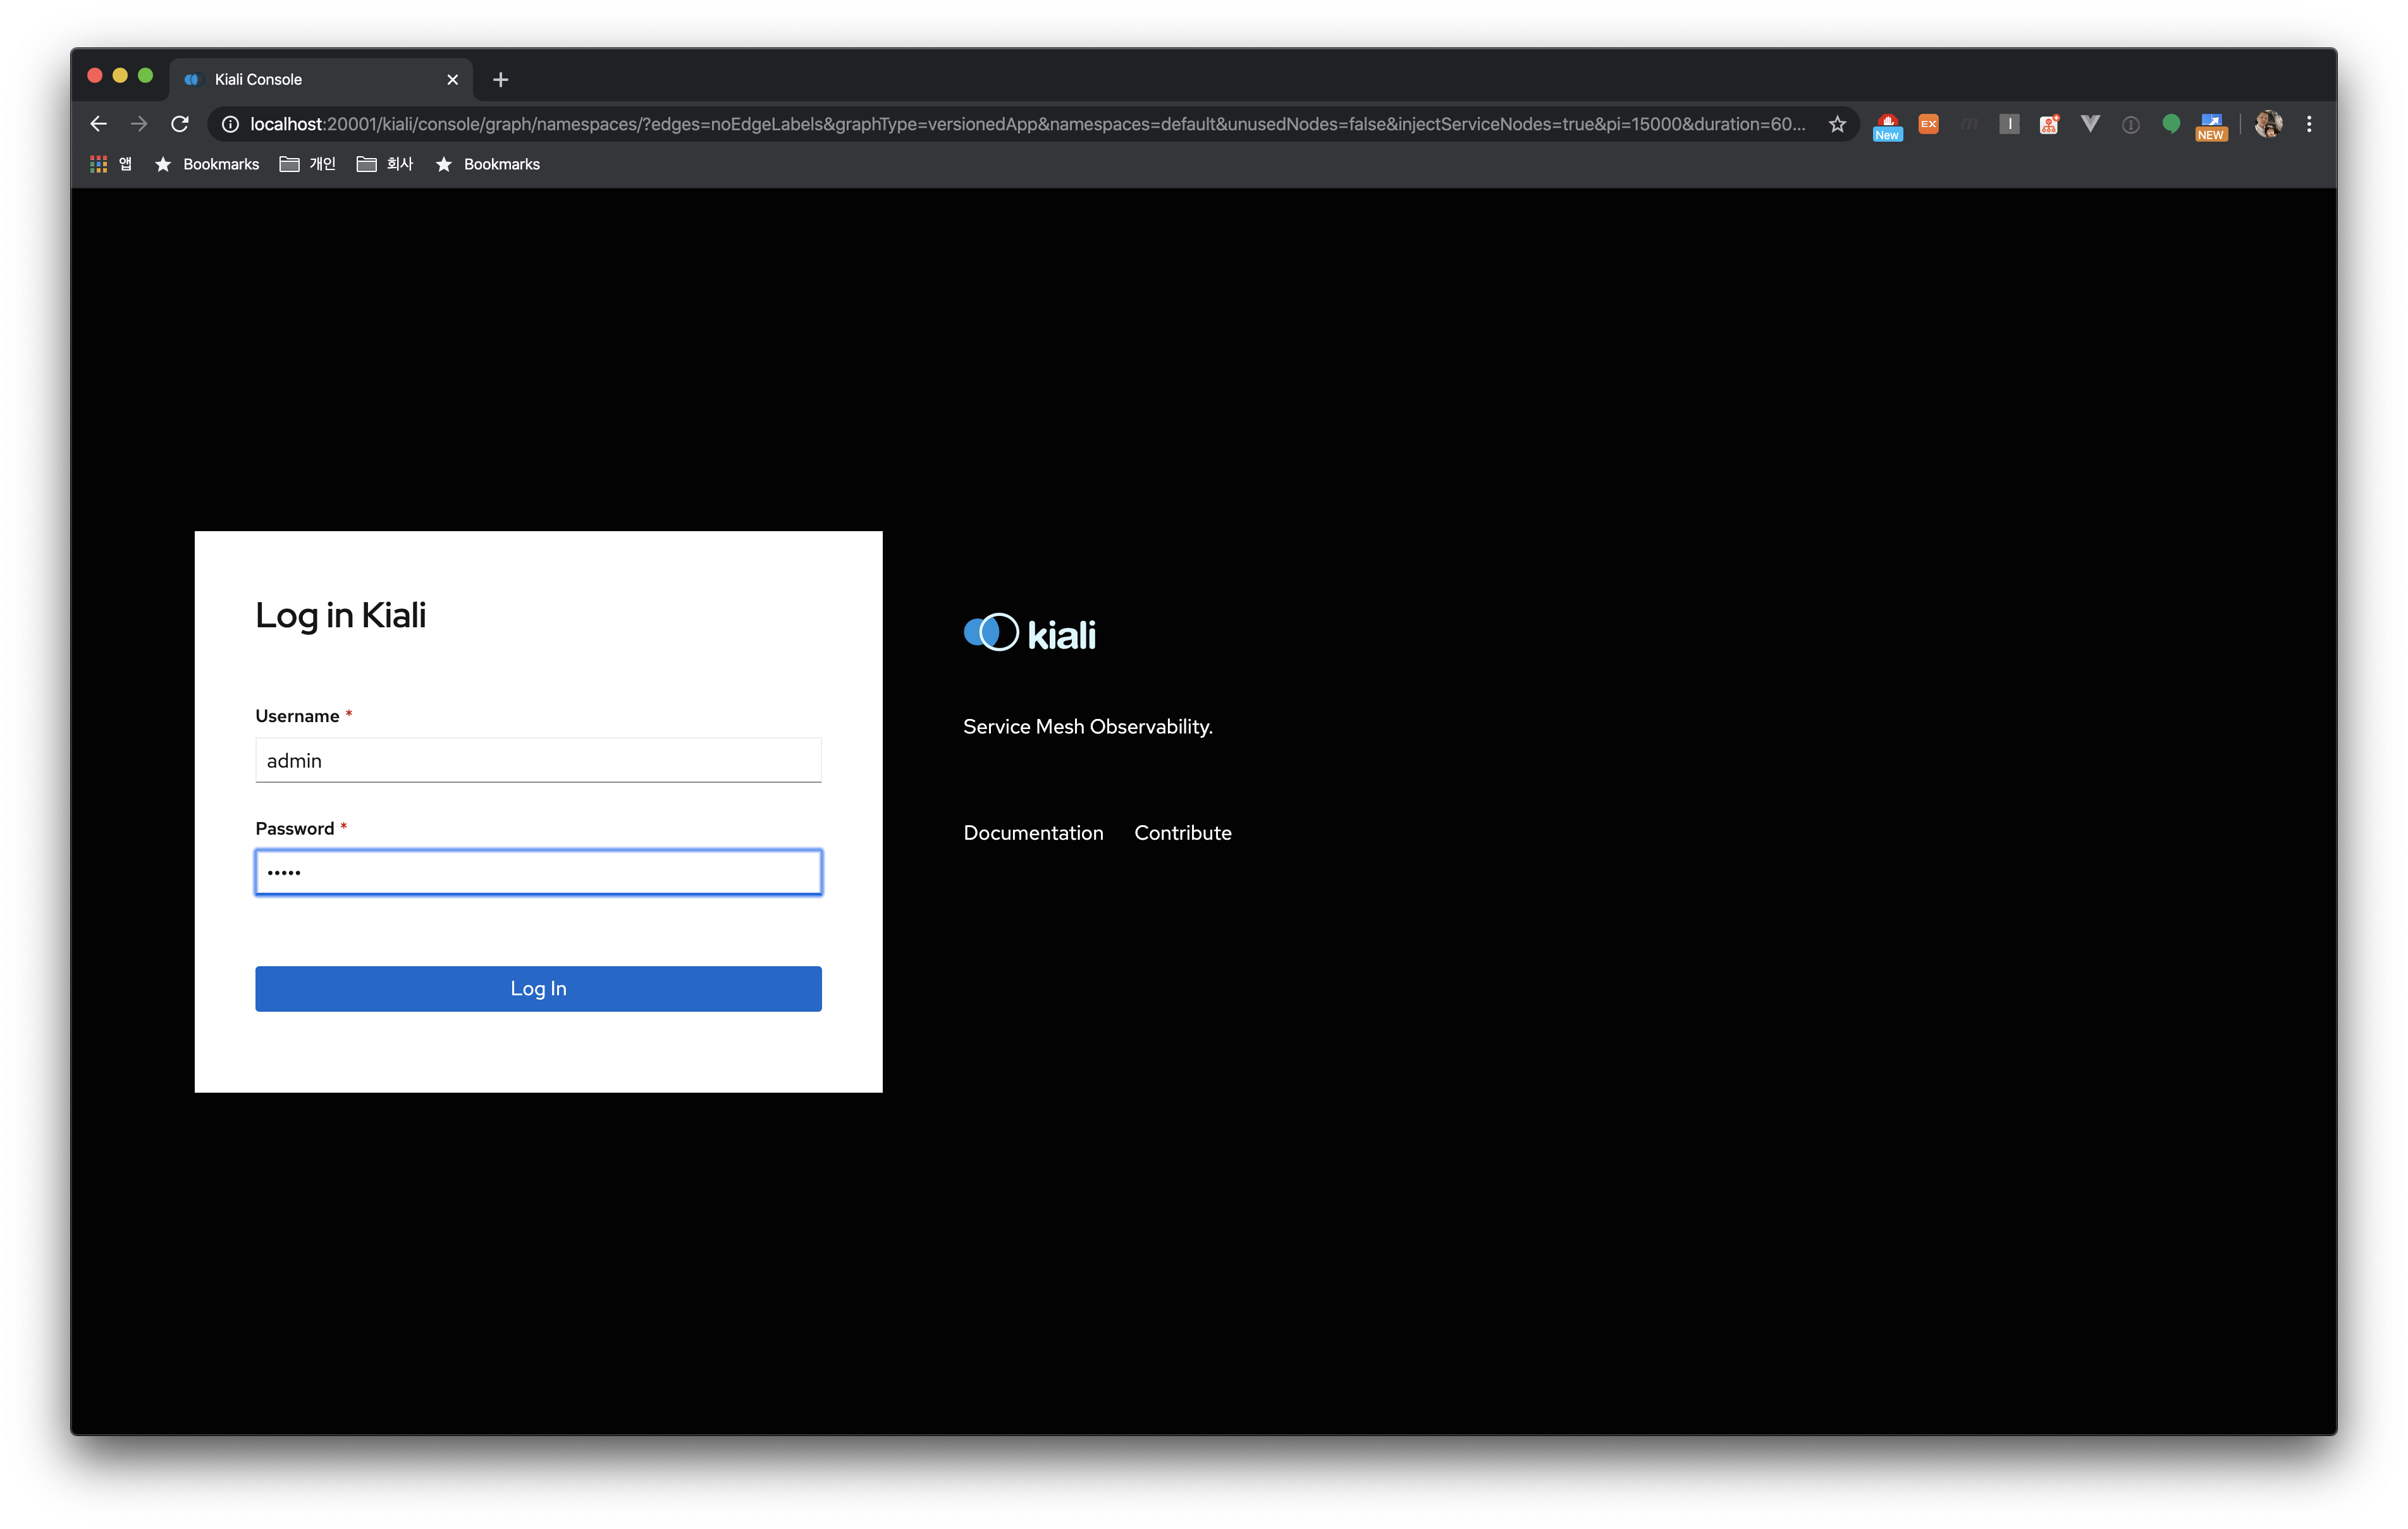 Kiali Console
localhost:20001/kiali/console/graph/namespaces/?edges=noEdgeLabels&graphType=versionedApp&namespaces=default&unusedNodes=false&injectServiceNodes=true&pi=15000&duration=60...
New
EX
NEW
앱
Bookmarks
개인
회사
Bookmarks
Log in Kiali
Username *
admin
Password *
•••••
Log In
kiali
Service Mesh Observability.
Documentation Contribute